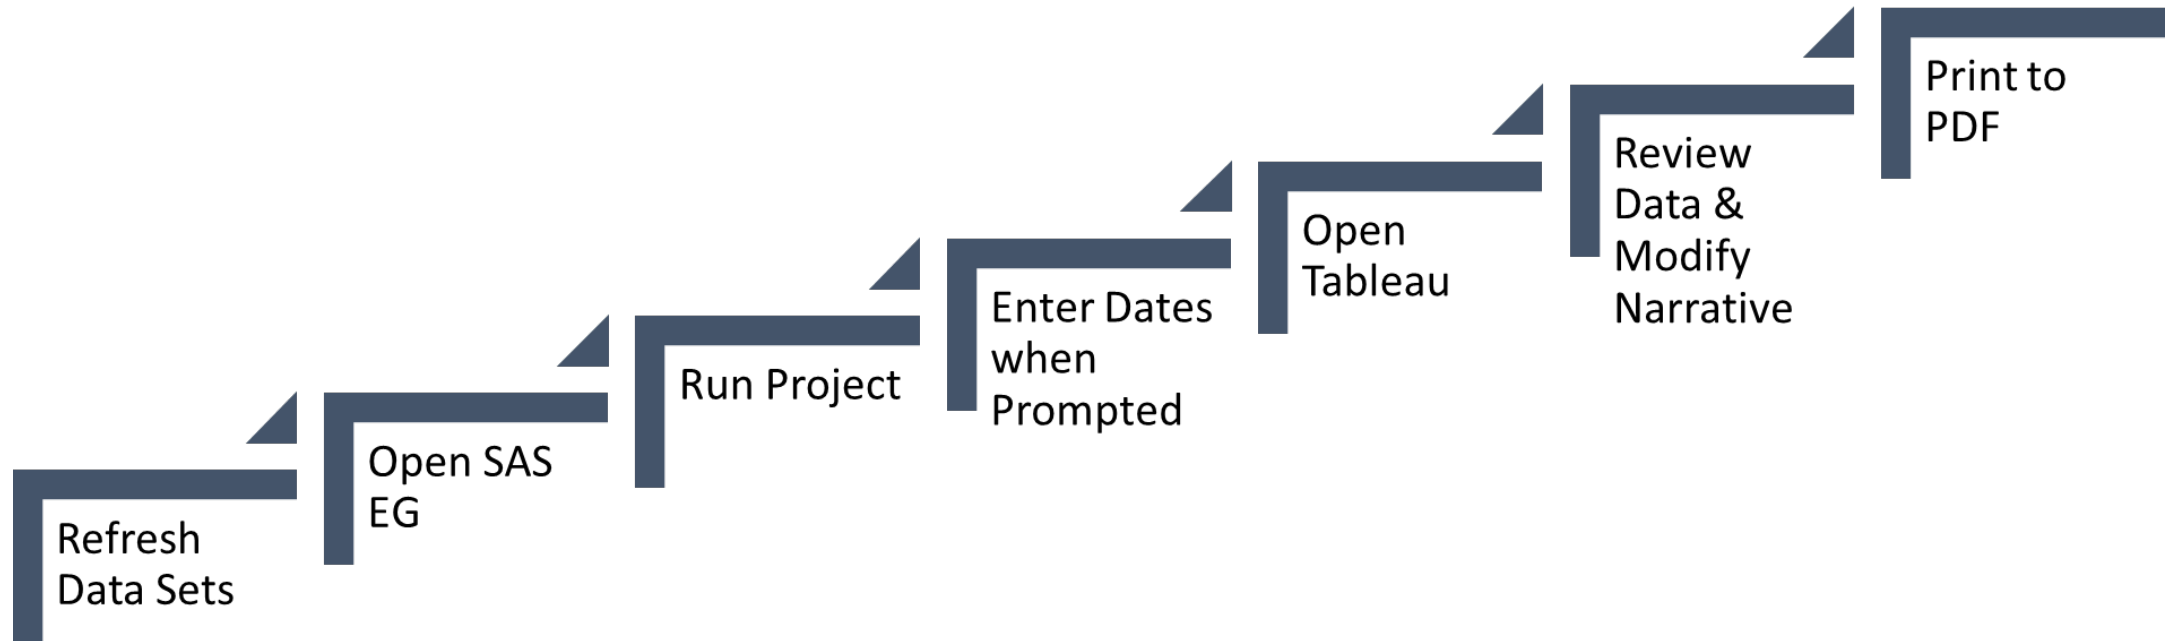 Refresh
Data Sets
Open SAS
EG
Run Project
Enter Dates
when
Prompted
Open
Tableau
Review
Data &
Modify
Narrative
Print to
PDF